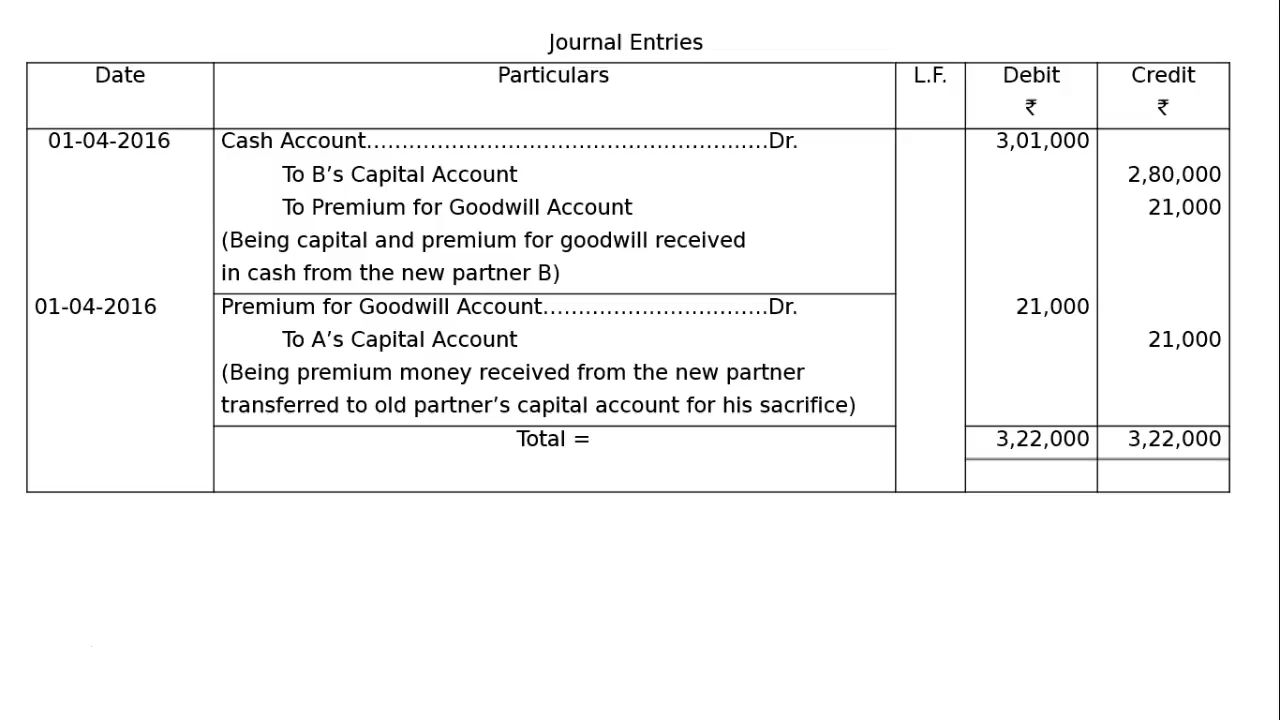 Journal Entries
Date Particulars L.F. Debit Credit
₹ ₹
01-04-2016 Cash Account.........................................................Dr. 3,01,000
To B’s Capital Account 2,80,000
To Premium for Goodwill Account 21,000
(Being capital and premium for goodwill received
in cash from the new partner B)
01-04-2016 Premium for Goodwill Account................................Dr. 21,000
To A’s Capital Account 21,000
(Being premium money received from the new partner
transferred to old partner’s capital account for his sacrifice)
Total = 3,22,000 3,22,000